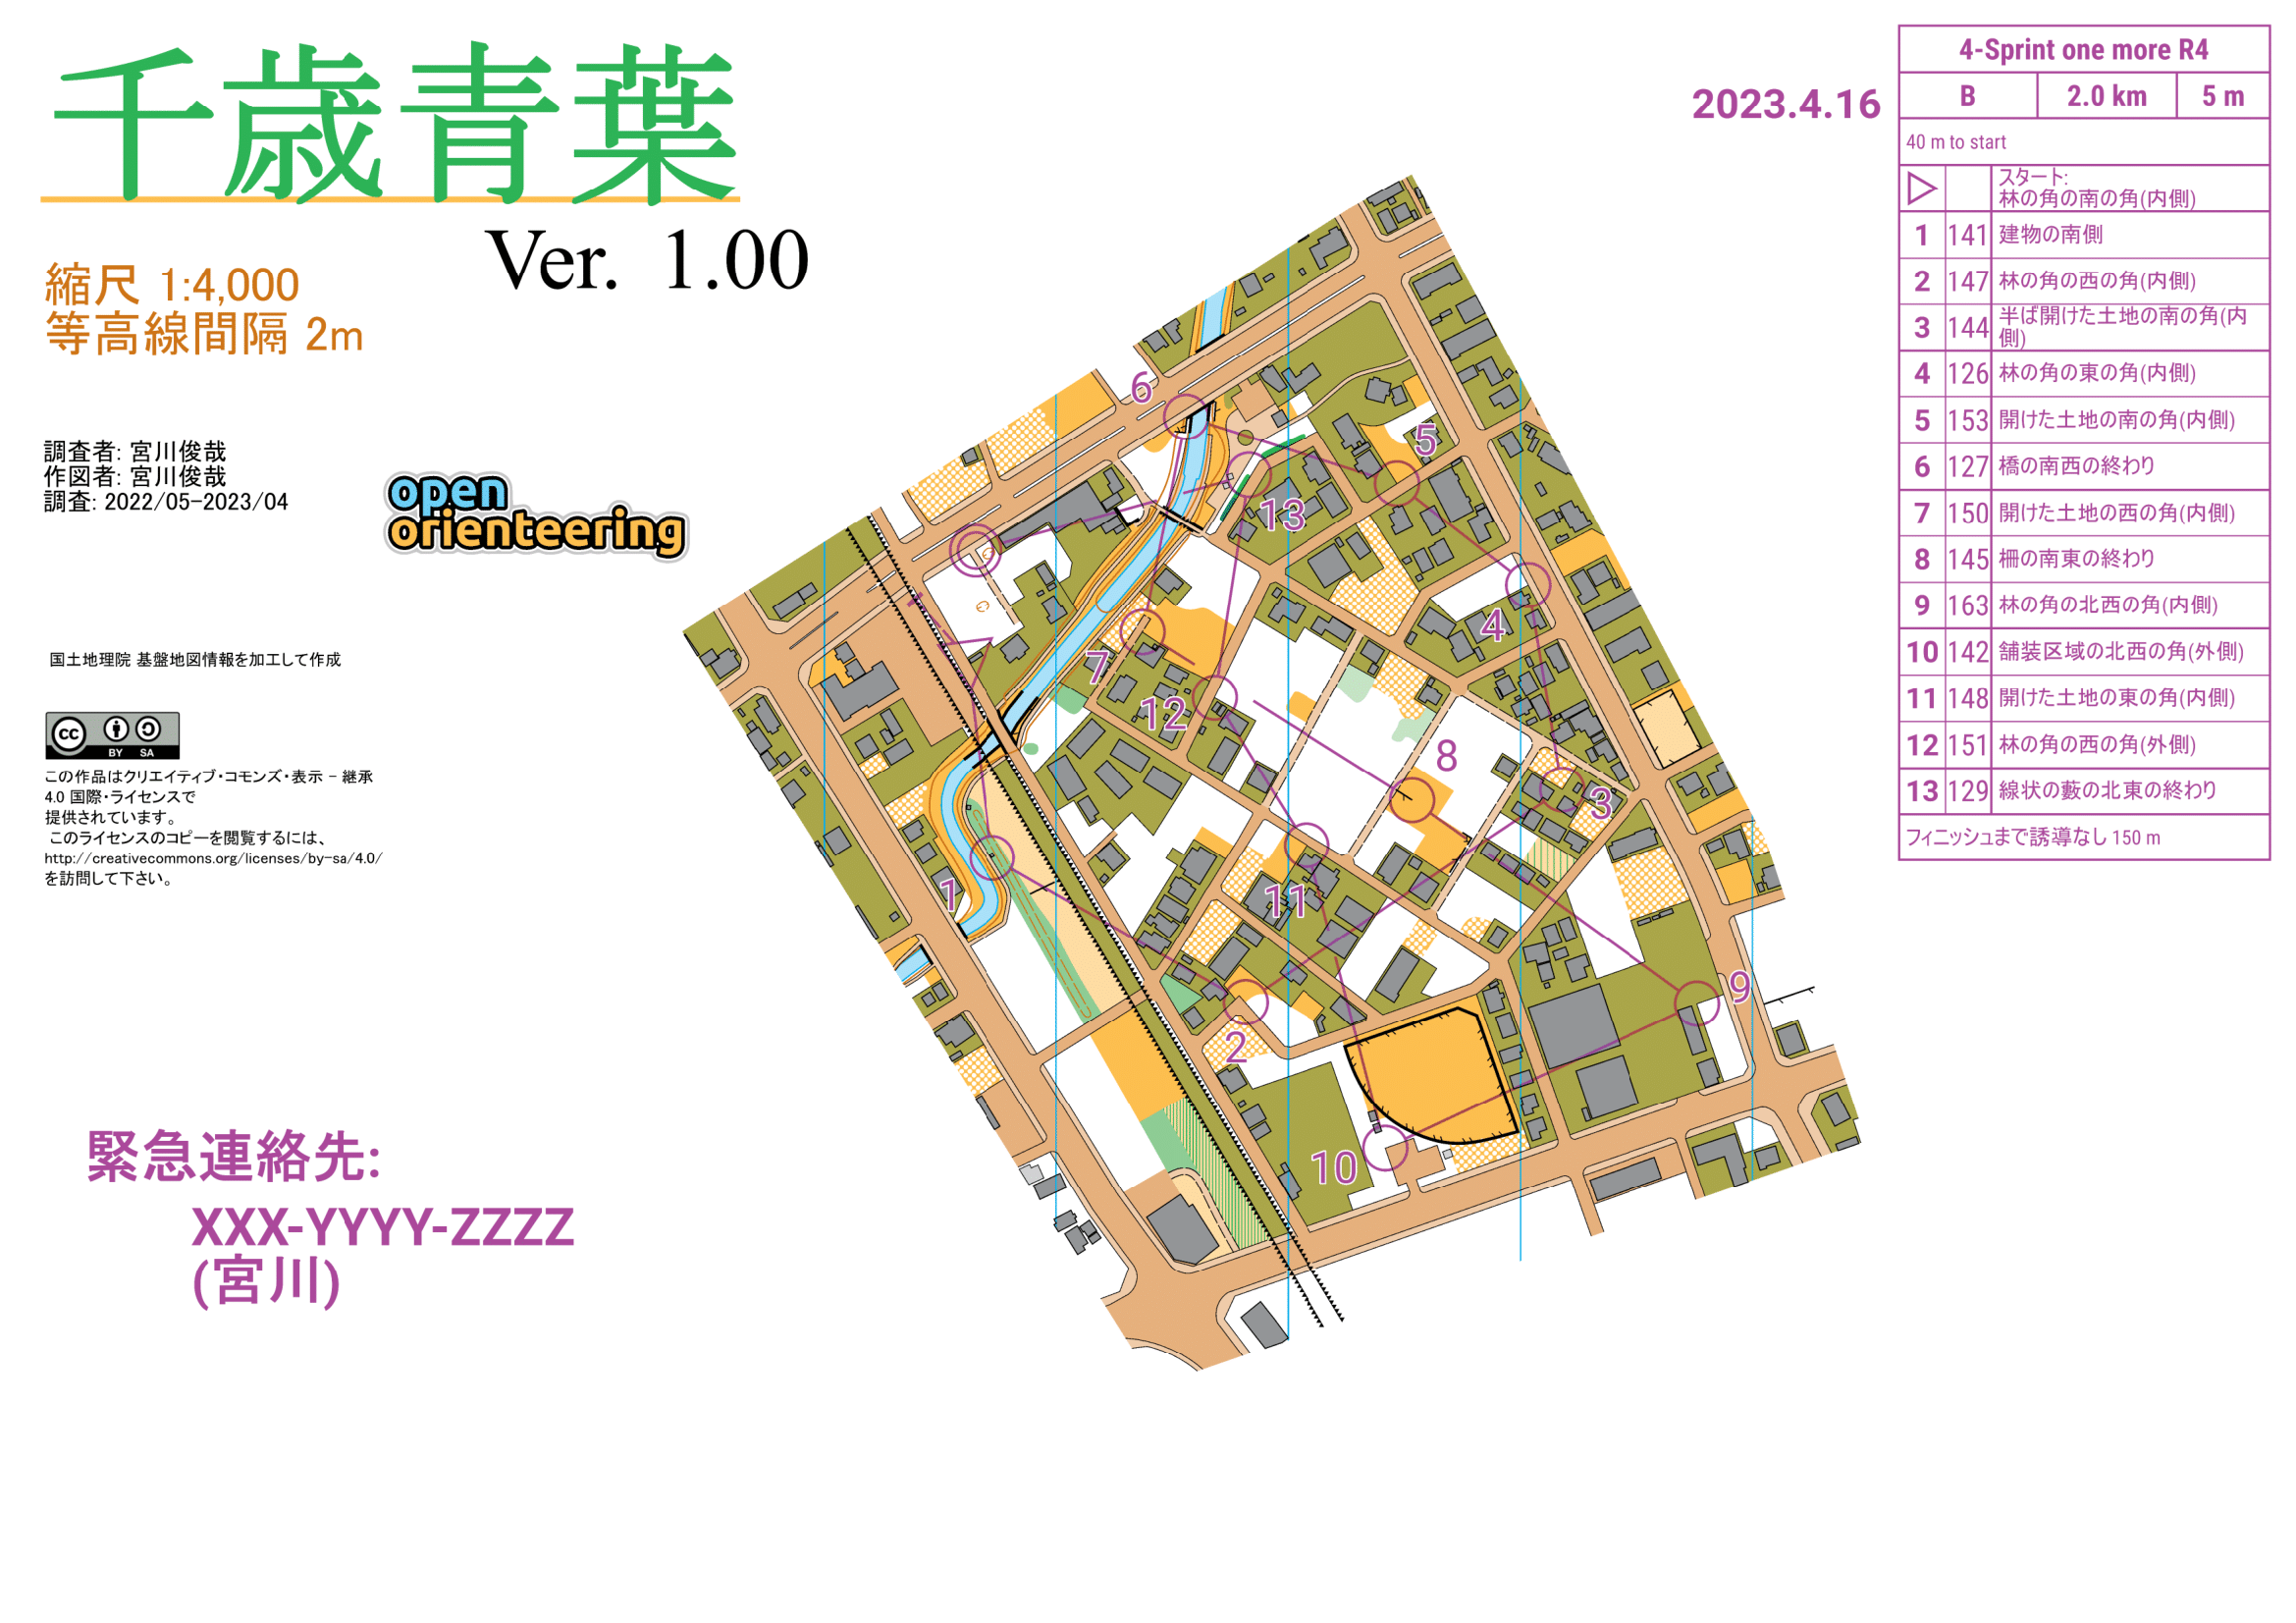 千歳青葉
Ver. 1.00
縮尺 1:4,000
等高線間隔 2m
調査者: 宮川俊哉
作図者: 宮川俊哉
調査: 2022/05-2023/04
open
orienteering
国土地理院 基盤地図情報を加工して作成
cc BY SA
この作品はクリエイティブ・コモンズ・表示 - 継承
4.0 国際・ライセンスで
提供されています。
このライセンスのコピーを閲覧するには、
http://creativecommons.org/licenses/by-sa/4.0/
を訪問して下さい。
緊急連絡先:
XXX-YYYY-ZZZZ
(宮川)
2023.4.16
4-Sprint one more R4
B 2.0 km 5 m
40 m to start
スタート:
林の角の南の角(内側)
1 141 建物の南側
2 147 林の角の西の角(内側)
3 144 半ば開けた土地の南の角(内
側)
4 126 林の角の東の角(内側)
5 153 開けた土地の南の角(内側)
6 127 橋の南西の終わり
7 150 開けた土地の西の角(内側)
8 145 柵の南東の終わり
9 163 林の角の北西の角(内側)
10 142 舗装区域の北西の角(外側)
11 148 開けた土地の東の角(内側)
12 151 林の角の西の角(外側)
13 129 線状の藪の北東の終わり
フィニッシュまで誘導なし 150 m
6
5
13
4
7
12
8
3
1
11
9
2
10